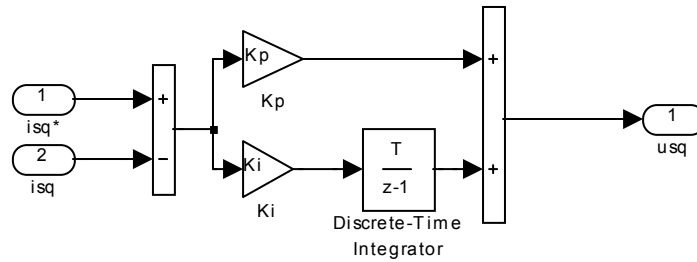 Kp
+
Kp
1
+
isq*
1
2
−
usq
Ki
T
z-1
+
isq
Ki
Discrete-Time
Integrator